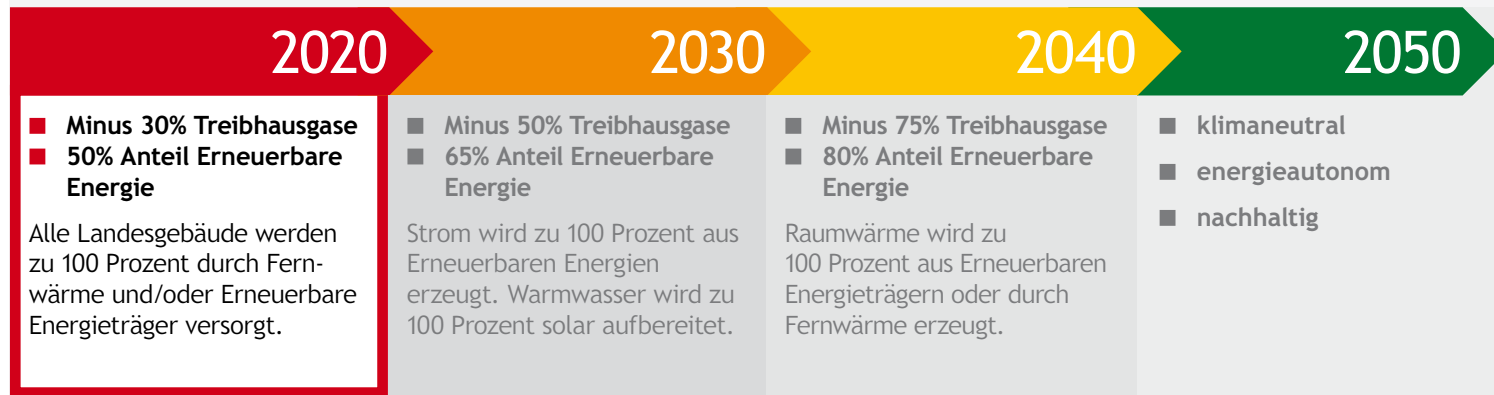 2020
Minus 30% Treibhausgase
50% Anteil Erneuerbare
Energie
Alle Landesgebäude werden
zu 100 Prozent durch Fern-
wärme und/oder Erneuerbare
Energieträger versorgt.
2030
Minus 50% Treibhausgase
65% Anteil Erneuerbare
Energie
Strom wird zu 100 Prozent aus
Erneuerbaren Energien
erzeugt. Warmwasser wird zu
100 Prozent solar aufbereitet.
2040
Minus 75% Treibhausgase
80% Anteil Erneuerbare
Energie
Raumwärme wird zu
100 Prozent aus Erneuerbaren
Energieträgern oder durch
Fernwärme erzeugt.
2050
klimaneutral
energieautonom
nachhaltig